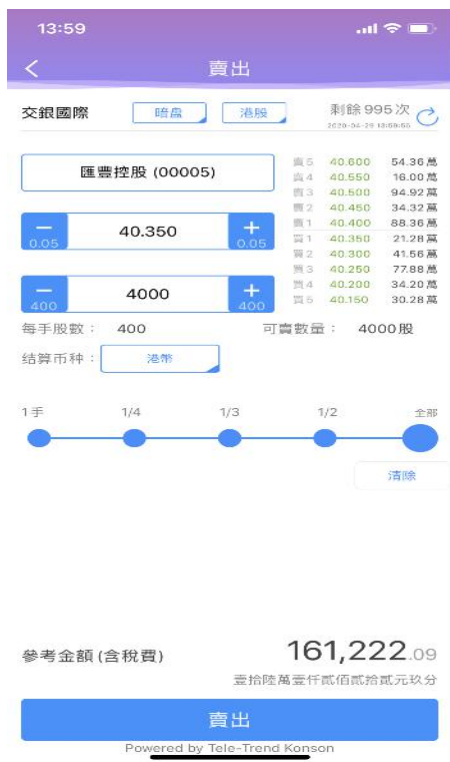 13:59
賣出
交銀國際 暗盘 港股 剩餘 995 次
2020-04-29 13:59:55
匯豐控股 (00005)
賣5 40.600 54.36萬
賣4 40.550 16.00萬
賣3 40.500 94.92萬
賣2 40.450 34.32萬
賣1 40.400 88.36萬
買1 40.350 21.28萬
買2 40.300 41.56萬
買3 40.250 77.88萬
買4 40.200 34.20萬
買5 40.150 30.28萬
− 0.05 40.350 + 0.05
− 400 4000 + 400
每手股數： 400 可賣數量： 4000股
结算币种： 港幣
1手 1/4 1/3 1/2 全部
清除
參考金額(含稅費) 161,222.09
壹拾陸萬壹仟貳佰貳拾貳元玖分
賣出
Powered by Tele-Trend Konson